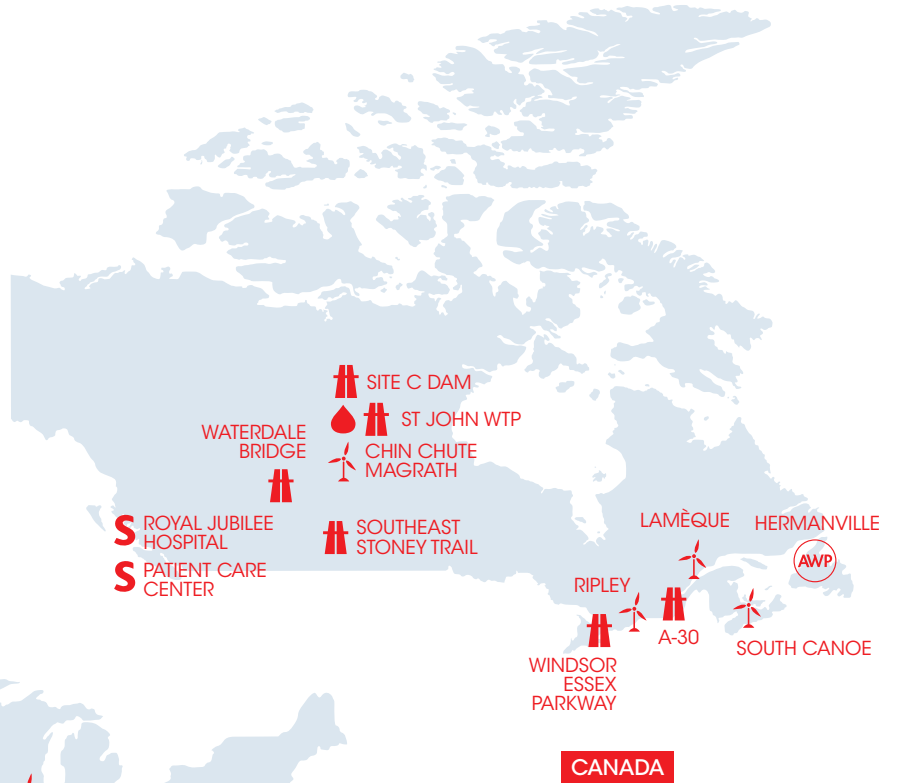 SITE C DAM
ST JOHN WTP
WATERDALE
BRIDGE
CHIN CHUTE
MAGRATH
S ROYAL JUBILEE
HOSPITAL
SOUTHEAST
STONEY TRAIL
S PATIENT CARE
CENTER
LAMÈQUE
HERMANVILLE
AWP
RIPLEY
A-30
SOUTH CANOE
WINDSOR
ESSEX
PARKWAY
CANADA